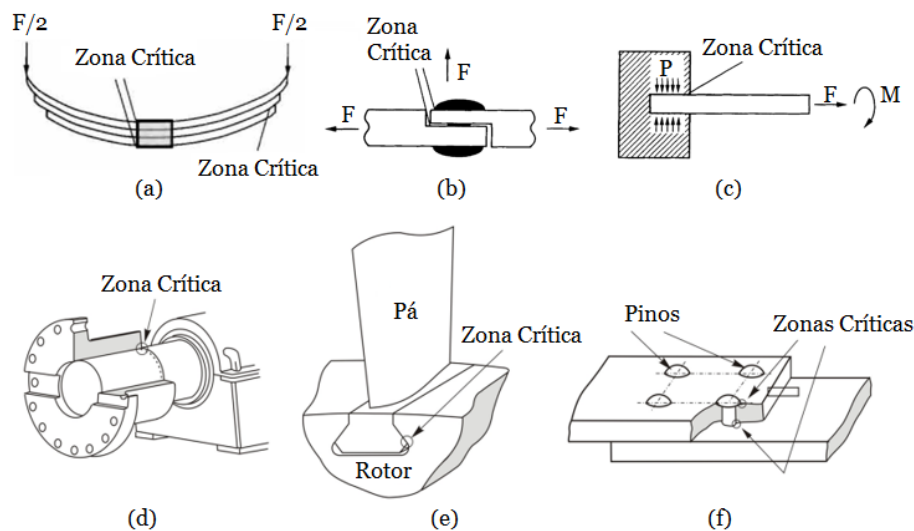 F/2
F/2
Zona Crítica
Zona Crítica
(a)
Zona
Crítica
F
F
F
(b)
Zona Crítica
P
F
M
(c)
Zona Crítica
(d)
Pá
Zona Crítica
Rotor
(e)
Pinos
Zonas Críticas
(f)